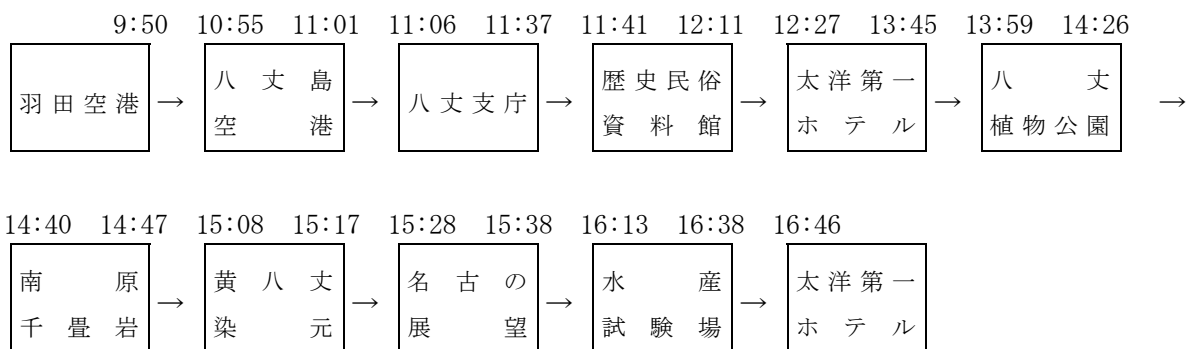 9:50 10:55 11:01 11:06 11:37 11:41 12:11 12:27 13:45 13:59 14:26
羽田空港 → 八丈島空港 → 八丈支庁 → 歴史民俗資料館 → 太洋第一ホテル → 八丈植物公園 →
14:40 14:47 15:08 15:17 15:28 15:38 16:13 16:38 16:46
南原千畳岩 → 黄八丈染元 → 名古の展望 → 水産試験場 → 太洋第一ホテル